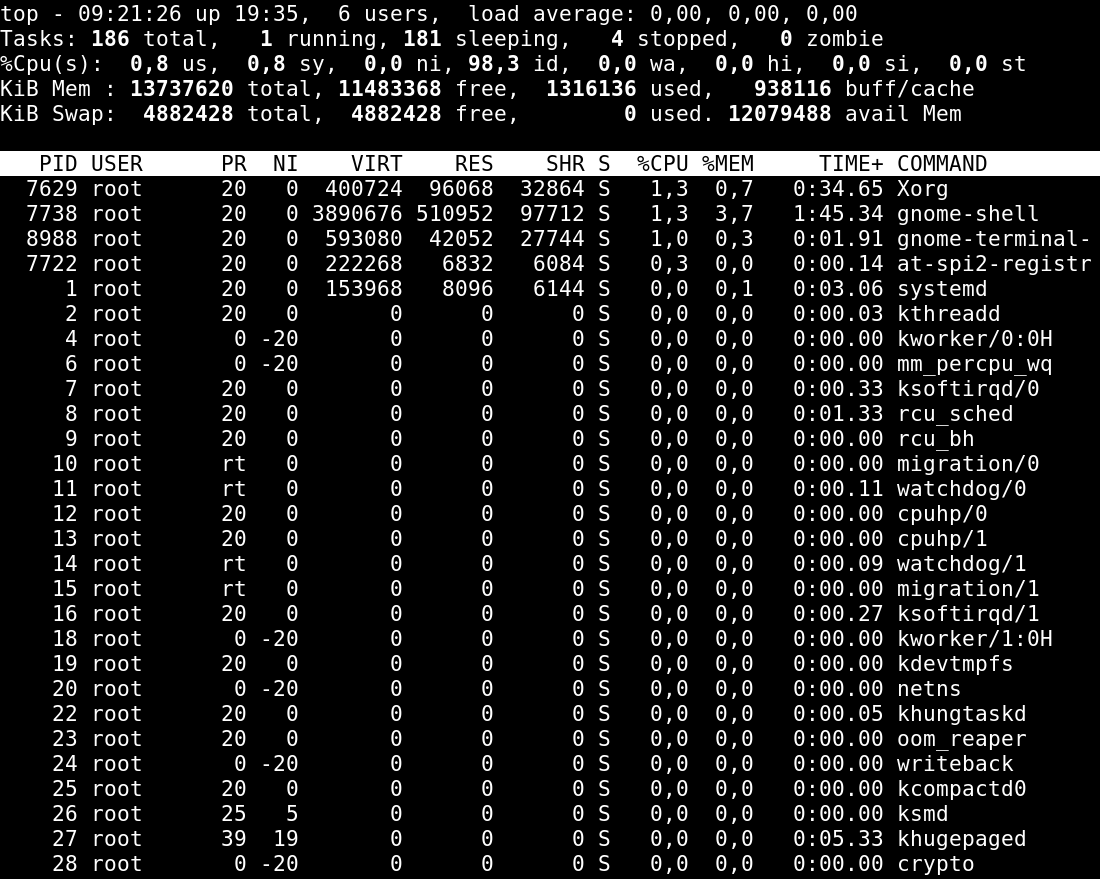 top - 09:21:26 up 19:35,  6 users,  load average: 0,00, 0,00, 0,00
Tasks: 186 total,   1 running, 181 sleeping,   4 stopped,   0 zombie
%Cpu(s):  0,8 us,  0,8 sy,  0,0 ni, 98,3 id,  0,0 wa,  0,0 hi,  0,0 si,  0,0 st
KiB Mem : 13737620 total, 11483368 free,  1316136 used,   938116 buff/cache
KiB Swap:  4882428 total,  4882428 free,        0 used. 12079488 avail Mem
   PID USER      PR  NI    VIRT    RES    SHR S  %CPU %MEM     TIME+ COMMAND
  7629 root      20   0  400724  96068  32864 S   1,3  0,7   0:34.65 Xorg
  7738 root      20   0 3890676 510952  97712 S   1,3  3,7   1:45.34 gnome-shell
  8988 root      20   0  593080  42052  27744 S   1,0  0,3   0:01.91 gnome-terminal-
  7722 root      20   0  222268   6832   6084 S   0,3  0,0   0:00.14 at-spi2-registr
     1 root      20   0  153968   8096   6144 S   0,0  0,1   0:03.06 systemd
     2 root      20   0       0      0      0 S   0,0  0,0   0:00.03 kthreadd
     4 root       0 -20       0      0      0 S   0,0  0,0   0:00.00 kworker/0:0H
     6 root       0 -20       0      0      0 S   0,0  0,0   0:00.00 mm_percpu_wq
     7 root      20   0       0      0      0 S   0,0  0,0   0:00.33 ksoftirqd/0
     8 root      20   0       0      0      0 S   0,0  0,0   0:01.33 rcu_sched
     9 root      20   0       0      0      0 S   0,0  0,0   0:00.00 rcu_bh
    10 root      rt   0       0      0      0 S   0,0  0,0   0:00.00 migration/0
    11 root      rt   0       0      0      0 S   0,0  0,0   0:00.11 watchdog/0
    12 root      20   0       0      0      0 S   0,0  0,0   0:00.00 cpuhp/0
    13 root      20   0       0      0      0 S   0,0  0,0   0:00.00 cpuhp/1
    14 root      rt   0       0      0      0 S   0,0  0,0   0:00.09 watchdog/1
    15 root      rt   0       0      0      0 S   0,0  0,0   0:00.00 migration/1
    16 root      20   0       0      0      0 S   0,0  0,0   0:00.27 ksoftirqd/1
    18 root       0 -20       0      0      0 S   0,0  0,0   0:00.00 kworker/1:0H
    19 root      20   0       0      0      0 S   0,0  0,0   0:00.00 kdevtmpfs
    20 root       0 -20       0      0      0 S   0,0  0,0   0:00.00 netns
    22 root      20   0       0      0      0 S   0,0  0,0   0:00.05 khungtaskd
    23 root      20   0       0      0      0 S   0,0  0,0   0:00.00 oom_reaper
    24 root       0 -20       0      0      0 S   0,0  0,0   0:00.00 writeback
    25 root      20   0       0      0      0 S   0,0  0,0   0:00.00 kcompactd0
    26 root      25   5       0      0      0 S   0,0  0,0   0:00.00 ksmd
    27 root      39  19       0      0      0 S   0,0  0,0   0:05.33 khugepaged
    28 root       0 -20       0      0      0 S   0,0  0,0   0:00.00 crypto